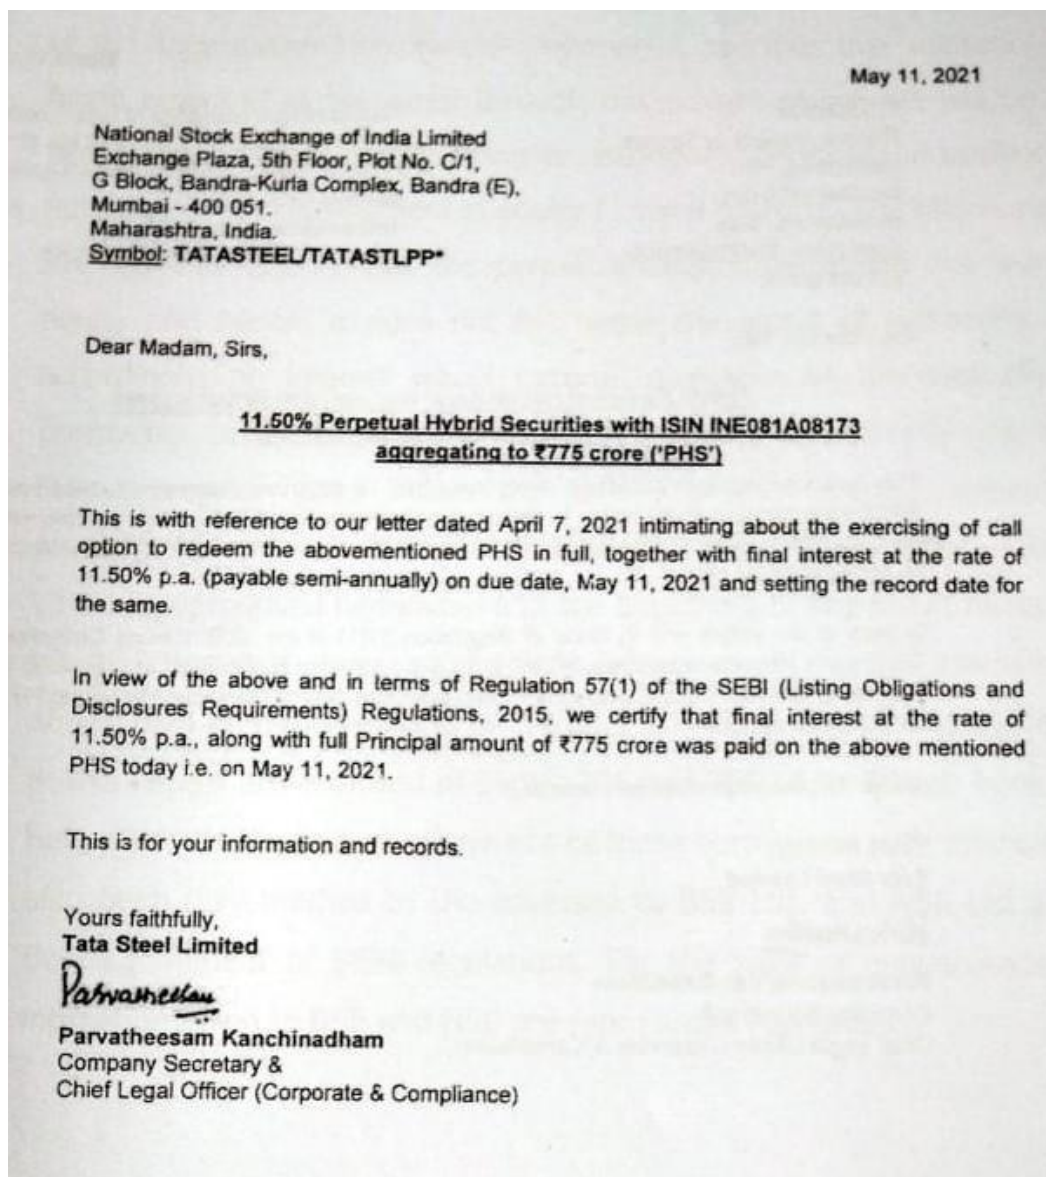 May 11, 2021
National Stock Exchange of India Limited
Exchange Plaza, 5th Floor, Plot No. C/1,
G Block, Bandra-Kurla Complex, Bandra (E),
Mumbai - 400 051.
Maharashtra, India.
Symbol: TATASTEEL/TATASTLPP*
Dear Madam, Sirs,
11.50% Perpetual Hybrid Securities with ISIN INE081A08173
aggregating to ₹775 crore ('PHS')
This is with reference to our letter dated April 7, 2021 intimating about the exercising of call
option to redeem the abovementioned PHS in full, together with final interest at the rate of
11.50% p.a. (payable semi-annually) on due date, May 11, 2021 and setting the record date for
the same.
In view of the above and in terms of Regulation 57(1) of the SEBI (Listing Obligations and
Disclosures Requirements) Regulations, 2015, we certify that final interest at the rate of
11.50% p.a., along with full Principal amount of ₹775 crore was paid on the above mentioned
PHS today i.e. on May 11, 2021.
This is for your information and records.
Yours faithfully,
Tata Steel Limited
Parvatheesam Kanchinadham
Company Secretary &
Chief Legal Officer (Corporate & Compliance)